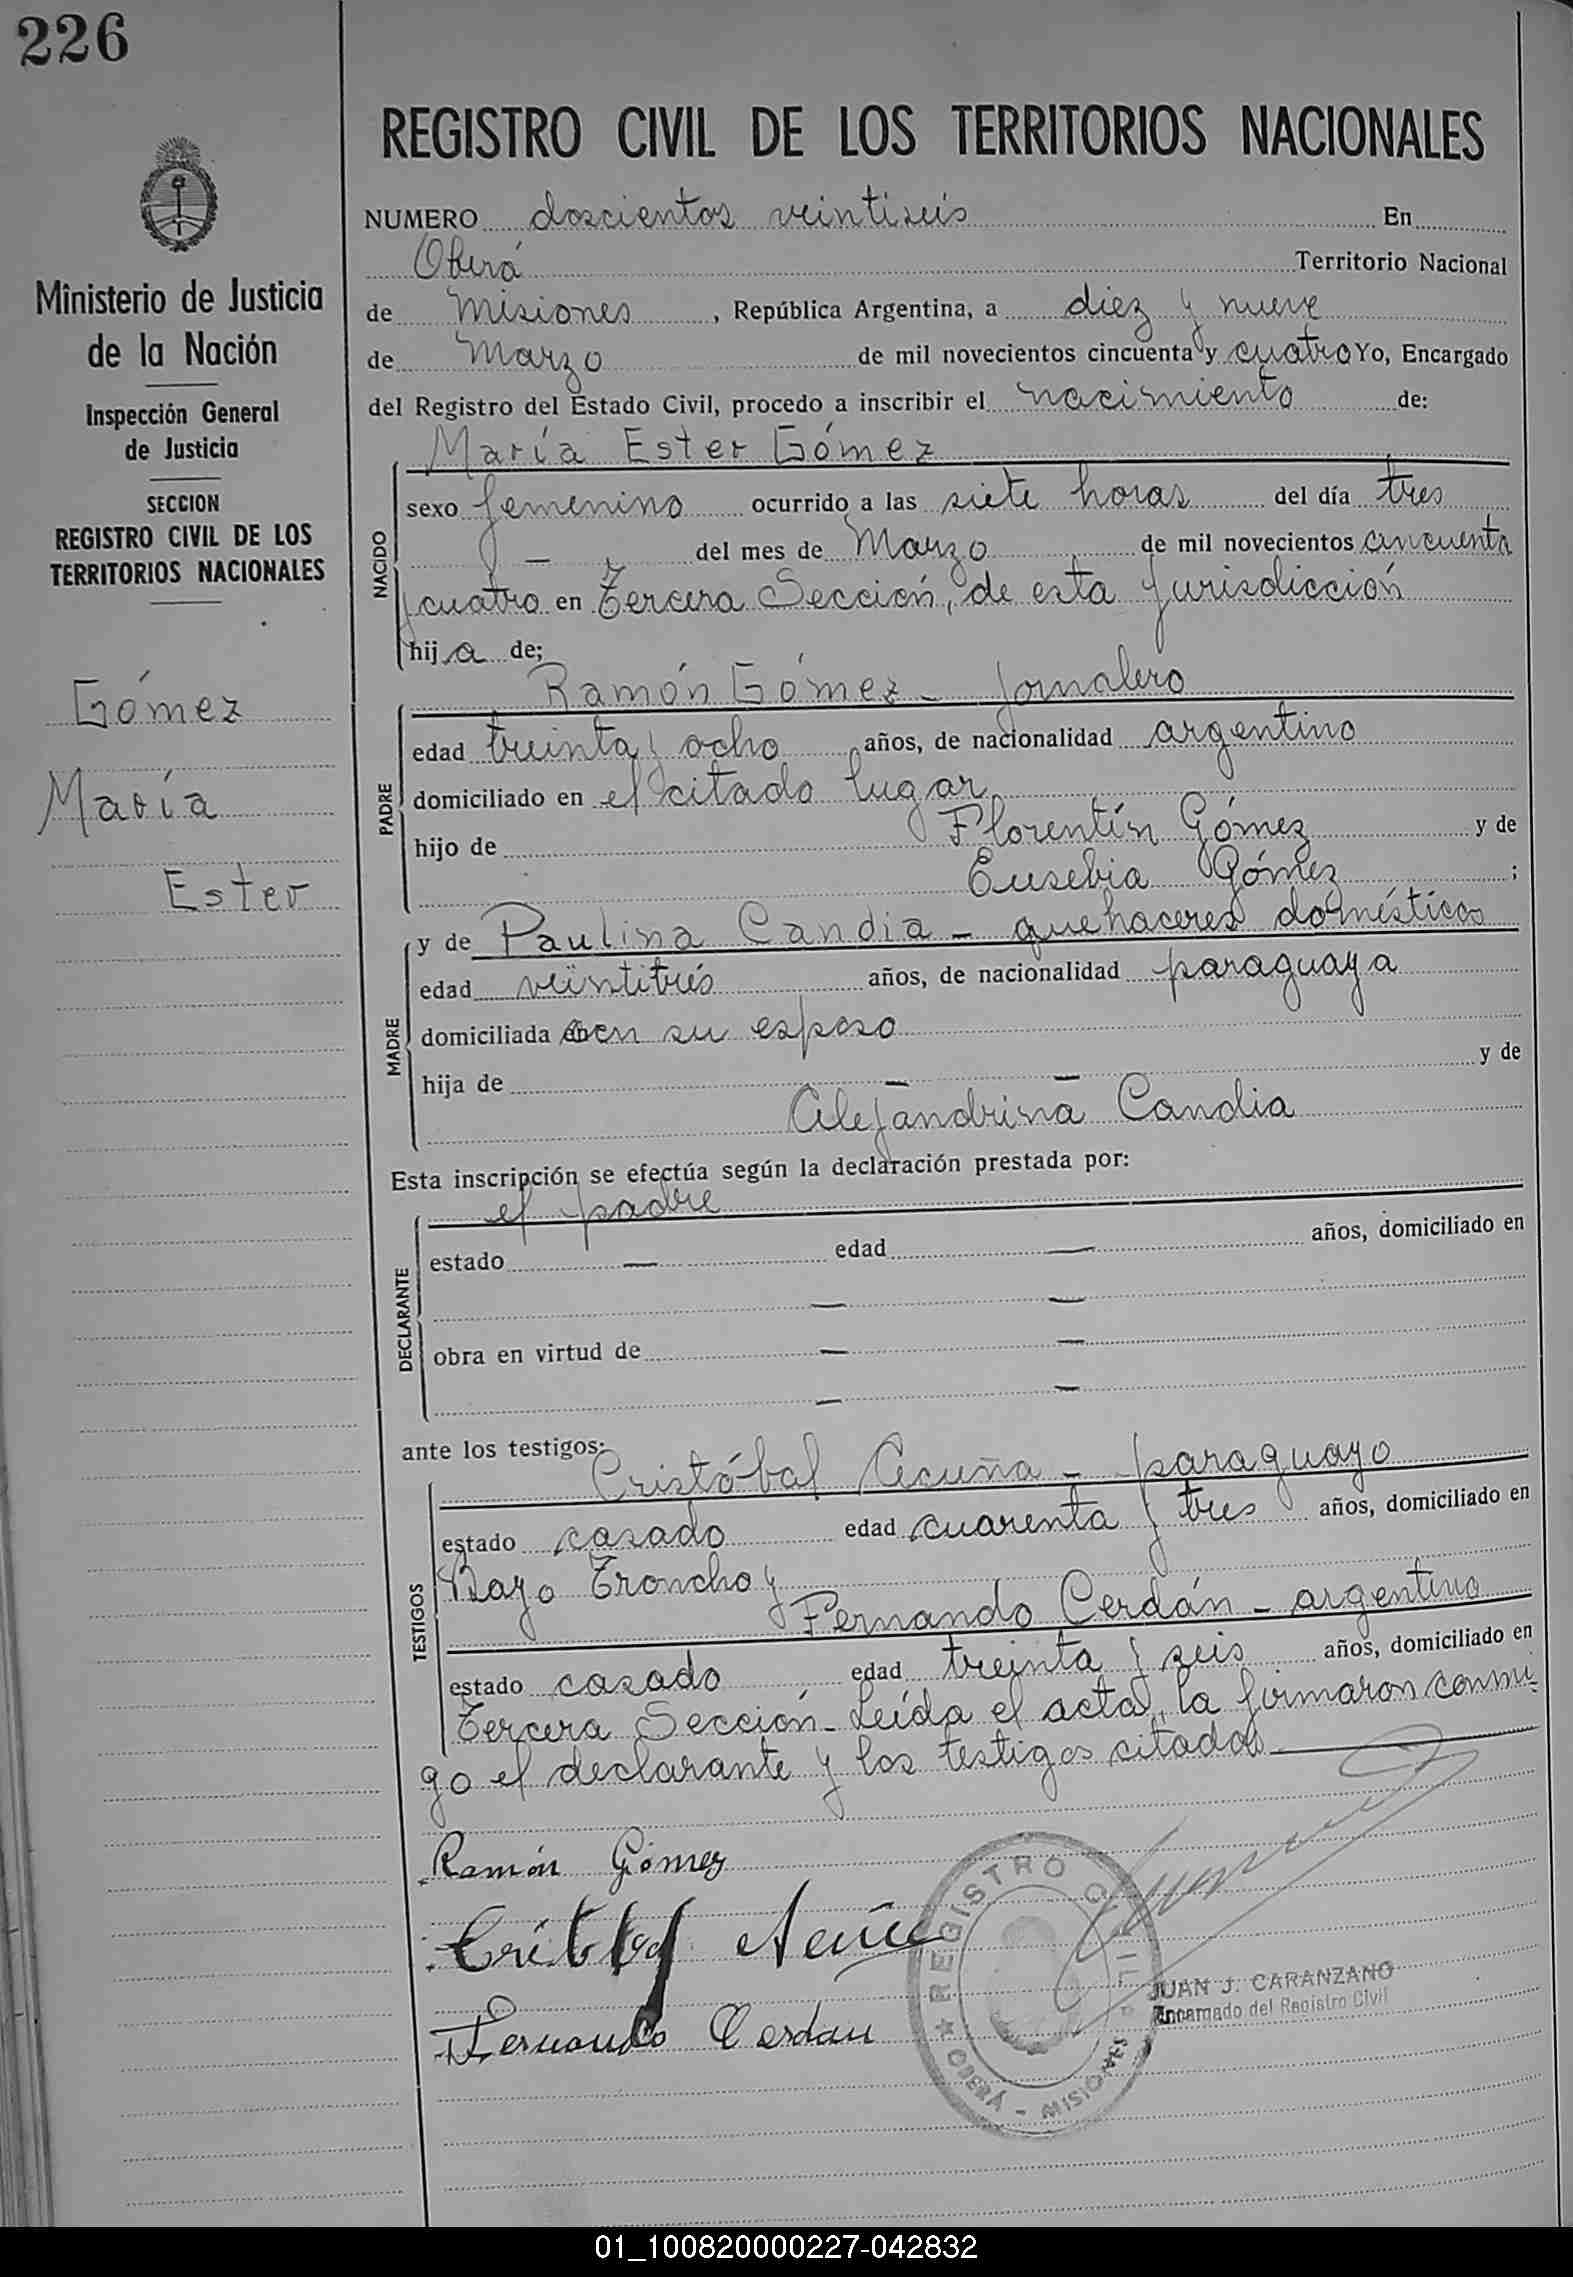 226
REGISTRO CIVIL DE LOS TERRITORIOS NACIONALES
Ministerio de Justicia
de la Nación
Inspección General
de Justicia
SECCION
REGISTRO CIVIL DE LOS
TERRITORIOS NACIONALES
Gómez
María
Ester
NUMERO doscientos veintiseis En
Oberá Territorio Nacional
de Misiones, República Argentina, a diez y nueve
de Marzo de mil novecientos cincuenta y cuatro Yo, Encargado
del Registro del Estado Civil, procedo a inscribir el nacimiento de:
María Ester Gómez
NACIDO
sexo femenino ocurrido a las siete horas del día tres
— del mes de Marzo de mil novecientos cincuenta
y cuatro en Tercera Sección, de esta jurisdicción
hija de;
Ramón Gómez - jornalero
PADRE
edad treinta y ocho años, de nacionalidad argentino
domiciliado en el citado lugar
hijo de Florentín Gómez y de
Eusebia Gómez ;
y de Paulina Candia - quehaceres domésticos
MADRE
edad veintitrés años, de nacionalidad paraguaya
domiciliada con su esposo
hija de — — y de
Alejandrina Candia
Esta inscripción se efectúa según la declaración prestada por:
el padre
DECLARANTE
estado — edad — años, domiciliado en
— —
obra en virtud de — —
— —
ante los testigos:
Cristóbal Acuña - paraguayo
TESTIGOS
estado casado edad cuarenta y tres años, domiciliado en
Bayo Troncho y
Fernando Cerdán - argentino
estado casado edad treinta y seis años, domiciliado en
Tercera Sección - Leída el acta, la firmaron conmi-
go el declarante y los testigos citados
Ramón Gómez
Cristobal Acuña
Fernando Cerdan
REGISTRO CIVIL
OBERÁ - MISIONES
JUAN J. CARANZANO
Encargado del Registro Civil
01_100820000227-042832